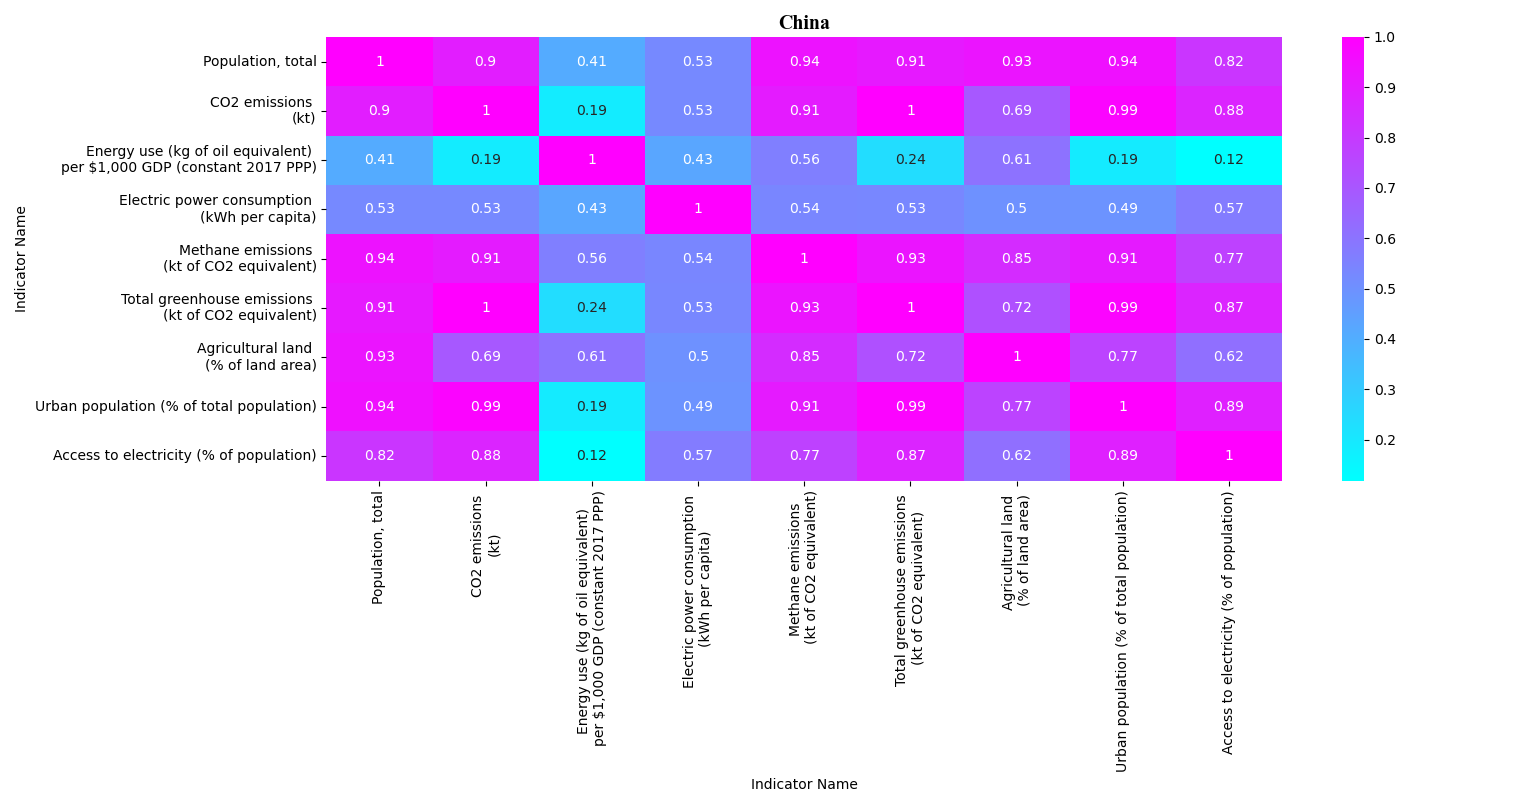 China
Population, total 1 0.9 0.41 0.53 0.94 0.91 0.93 0.94 0.82
CO2 emissions
(kt) 0.9 1 0.19 0.53 0.91 1 0.69 0.99 0.88
Energy use (kg of oil equivalent)
per $1,000 GDP (constant 2017 PPP) 0.41 0.19 1 0.43 0.56 0.24 0.61 0.19 0.12
Electric power consumption
(kWh per capita) 0.53 0.53 0.43 1 0.54 0.53 0.5 0.49 0.57
Methane emissions
(kt of CO2 equivalent) 0.94 0.91 0.56 0.54 1 0.93 0.85 0.91 0.77
Total greenhouse emissions
(kt of CO2 equivalent) 0.91 1 0.24 0.53 0.93 1 0.72 0.99 0.87
Agricultural land
(% of land area) 0.93 0.69 0.61 0.5 0.85 0.72 1 0.77 0.62
Urban population (% of total population) 0.94 0.99 0.19 0.49 0.91 0.99 0.77 1 0.89
Access to electricity (% of population) 0.82 0.88 0.12 0.57 0.77 0.87 0.62 0.89 1
Indicator Name
Population, total
CO2 emissions
(kt)
Energy use (kg of oil equivalent)
per $1,000 GDP (constant 2017 PPP)
Electric power consumption
(kWh per capita)
Methane emissions
(kt of CO2 equivalent)
Total greenhouse emissions
(kt of CO2 equivalent)
Agricultural land
(% of land area)
Urban population (% of total population)
Access to electricity (% of population)
Indicator Name
1.0
0.9
0.8
0.7
0.6
0.5
0.4
0.3
0.2